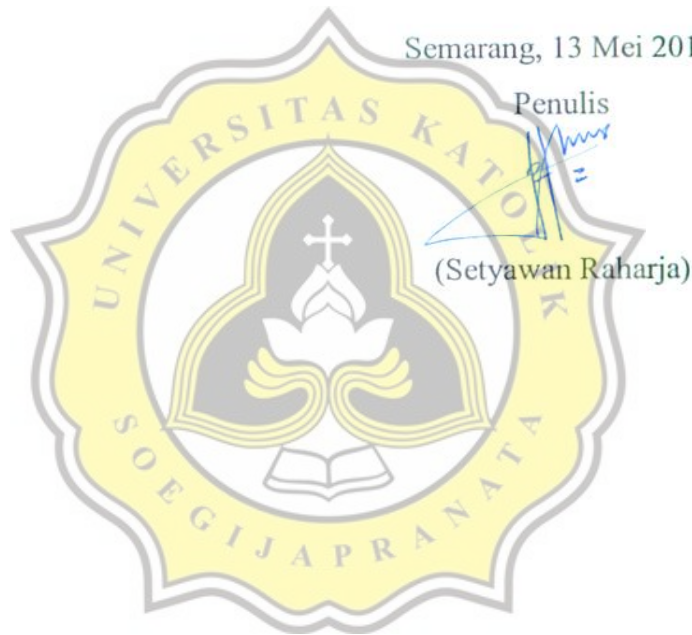 Semarang, 13 Mei 201
Penulis
(Setyawan Raharja)
UNIVERSITAS KATOLIK
SOEGIJAPRANATA